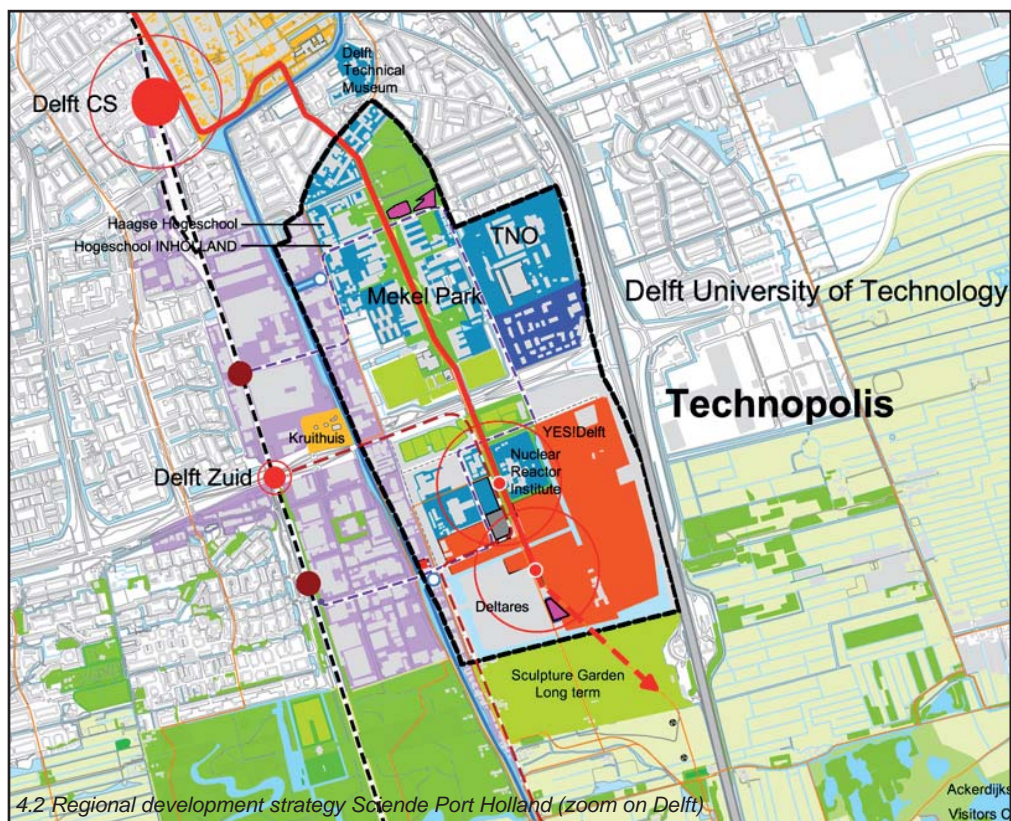 Delft
Technical
Museum
Delft CS
Haagse Hogeschool
Hogeschool INHOLLAND
TNO
Mekel Park
Delft University of Technology
Technopolis
Kruithuis
YES!Delft
Delft Zuid
Nuclear
Reactor
Institute
Deltares
Sculpture Garden
Long term
Ackerdijks
Visitors C
4.2 Regional development strategy Sciende Port Holland (zoom on Delft)